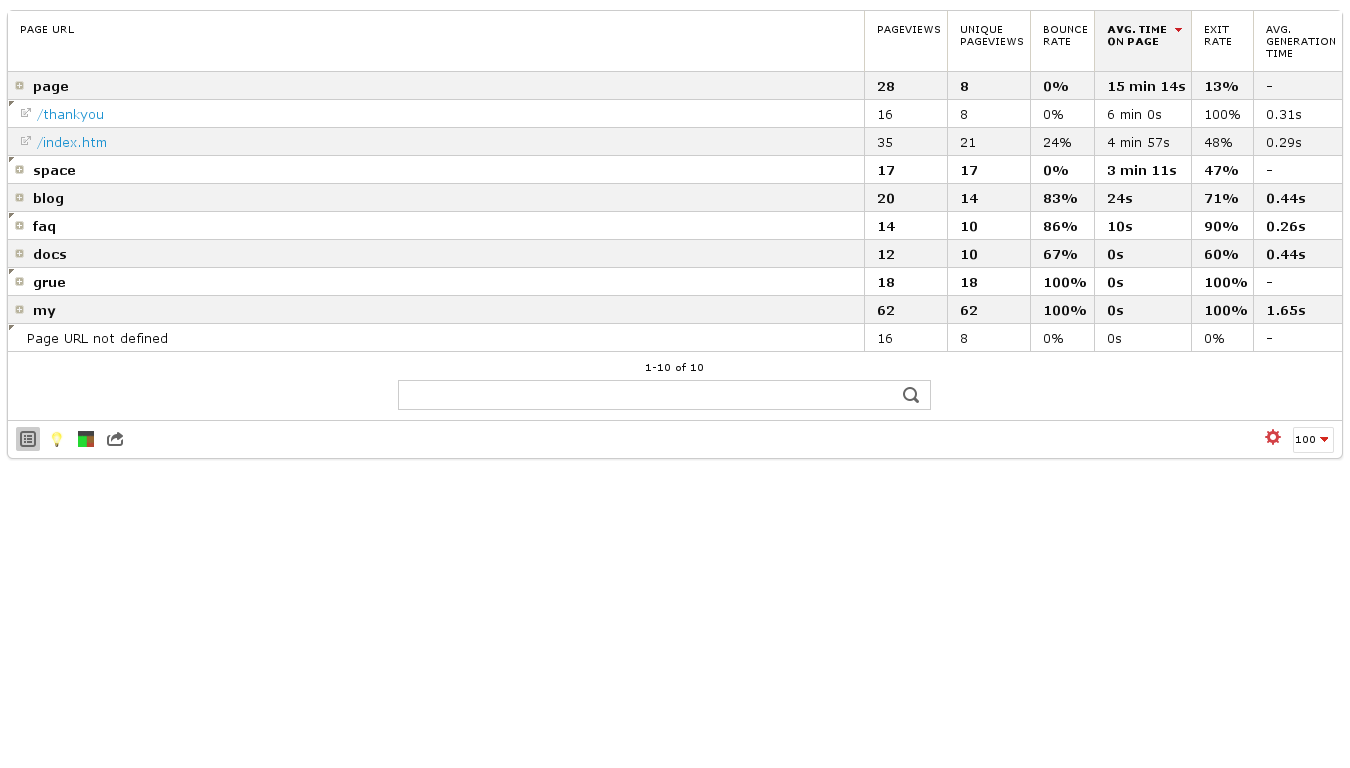 PAGE URL PAGEVIEWS UNIQUE PAGEVIEWS BOUNCE RATE AVG. TIME ON PAGE EXIT RATE AVG. GENERATION TIME
page 28 8 0% 15 min 14s 13% -
/thankyou 16 8 0% 6 min 0s 100% 0.31s
/index.htm 35 21 24% 4 min 57s 48% 0.29s
space 17 17 0% 3 min 11s 47% -
blog 20 14 83% 24s 71% 0.44s
faq 14 10 86% 10s 90% 0.26s
docs 12 10 67% 0s 60% 0.44s
grue 18 18 100% 0s 100% -
my 62 62 100% 0s 100% 1.65s
Page URL not defined 16 8 0% 0s 0% -
1-10 of 10
100